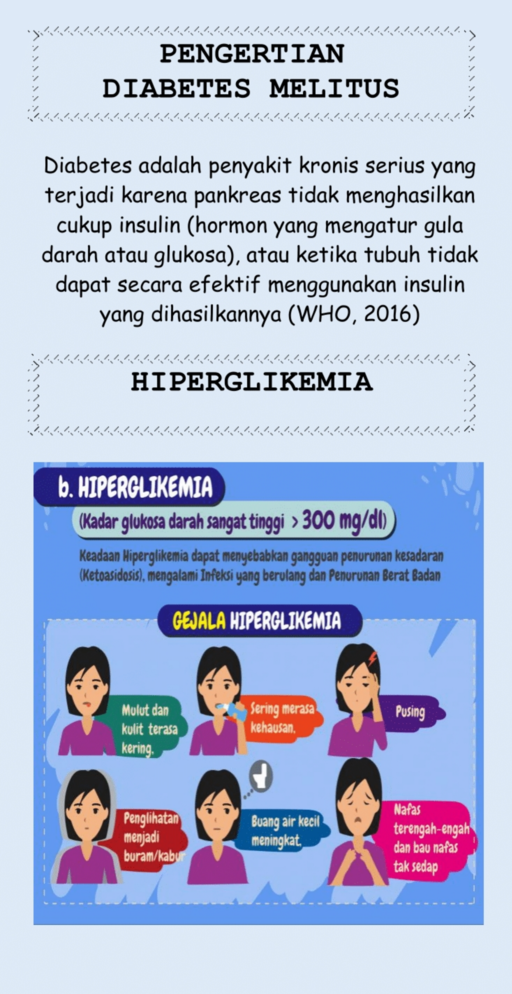 PENGERTIAN
DIABETES MELITUS
Diabetes adalah penyakit kronis serius yang
terjadi karena pankreas tidak menghasilkan
cukup insulin (hormon yang mengatur gula
darah atau glukosa), atau ketika tubuh tidak
dapat secara efektif menggunakan insulin
yang dihasilkannya (WHO, 2016)
HIPERGLIKEMIA
b. HIPERGLIKEMIA
(Kadar glukosa darah sangat tinggi > 300 mg/dl)
Keadaan Hiperglikemia dapat menyebabkan gangguan penurunan kesadaran
(Ketoasidosis), mengalami Infeksi yang berulang dan Penurunan Berat Badan
GEJALA HIPERGLIKEMIA
Mulut dan
kulit terasa
kering.
Sering merasa
kehausan.
Pusing
Penglihatan
menjadi
buram/kabur
Buang air kecil
meningkat.
Nafas
terengah-engah
dan bau nafas
tak sedap